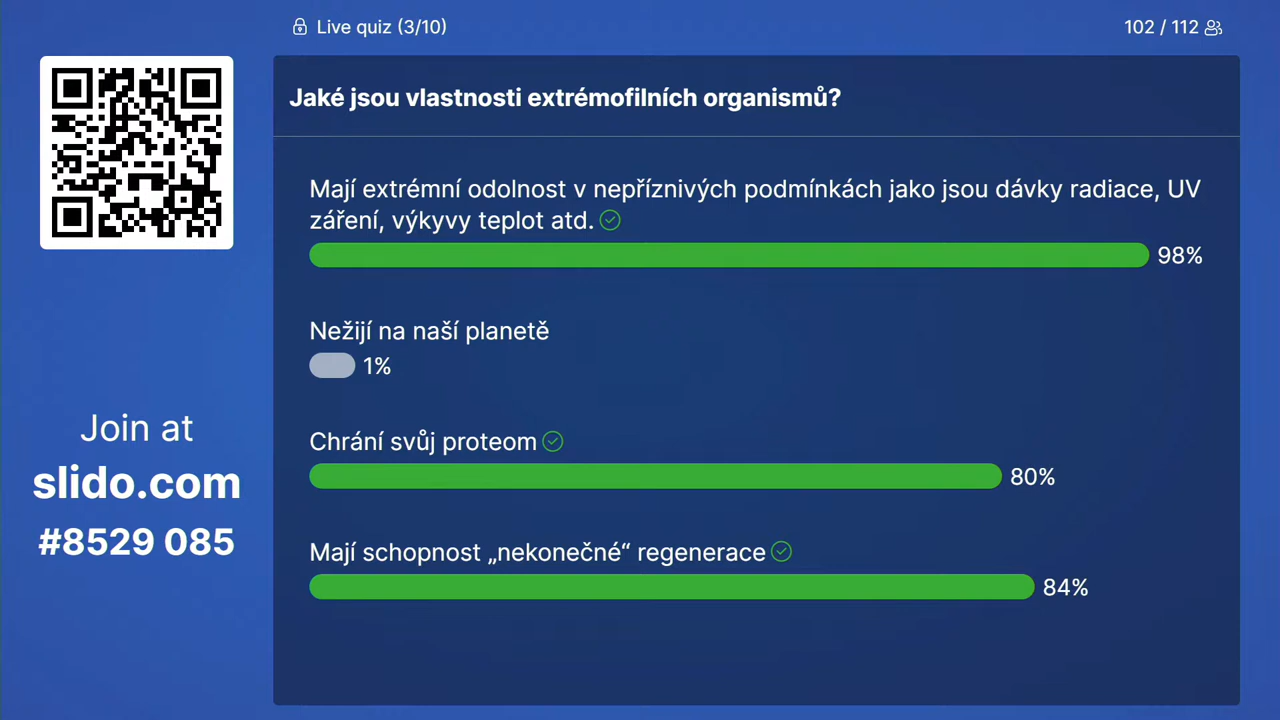 Live quiz (3/10)
102 / 112
Jaké jsou vlastnosti extrémofilních organismů?
Mají extrémní odolnost v nepříznivých podmínkách jako jsou dávky radiace, UV
záření, výkyvy teplot atd.
98%
Nežijí na naší planetě
1%
Chrání svůj proteom
80%
Mají schopnost „nekonečné“ regenerace
84%
Join at
slido.com
#8529 085